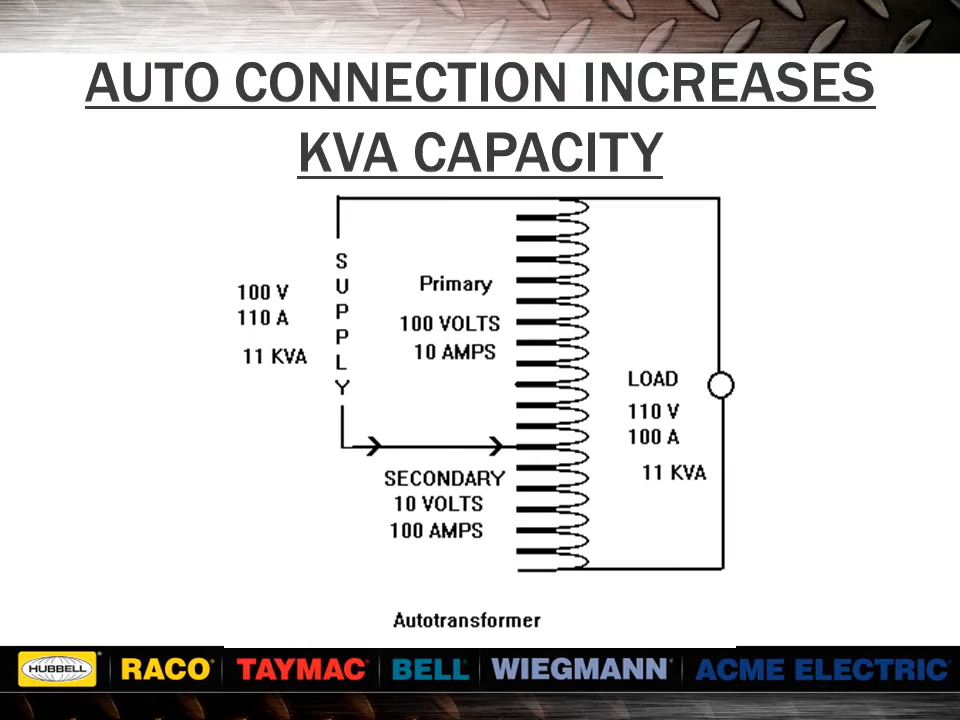 AUTO CONNECTION INCREASES
KVA CAPACITY
100 V
110 A
11 KVA
SUPPLY
Primary
100 VOLTS
10 AMPS
LOAD
110 V
100 A
11 KVA
SECONDARY
10 VOLTS
100 AMPS
Autotransformer
HUBBELL RACO® TAYMAC® BELL® WIEGMANN® ACME ELECTRIC®